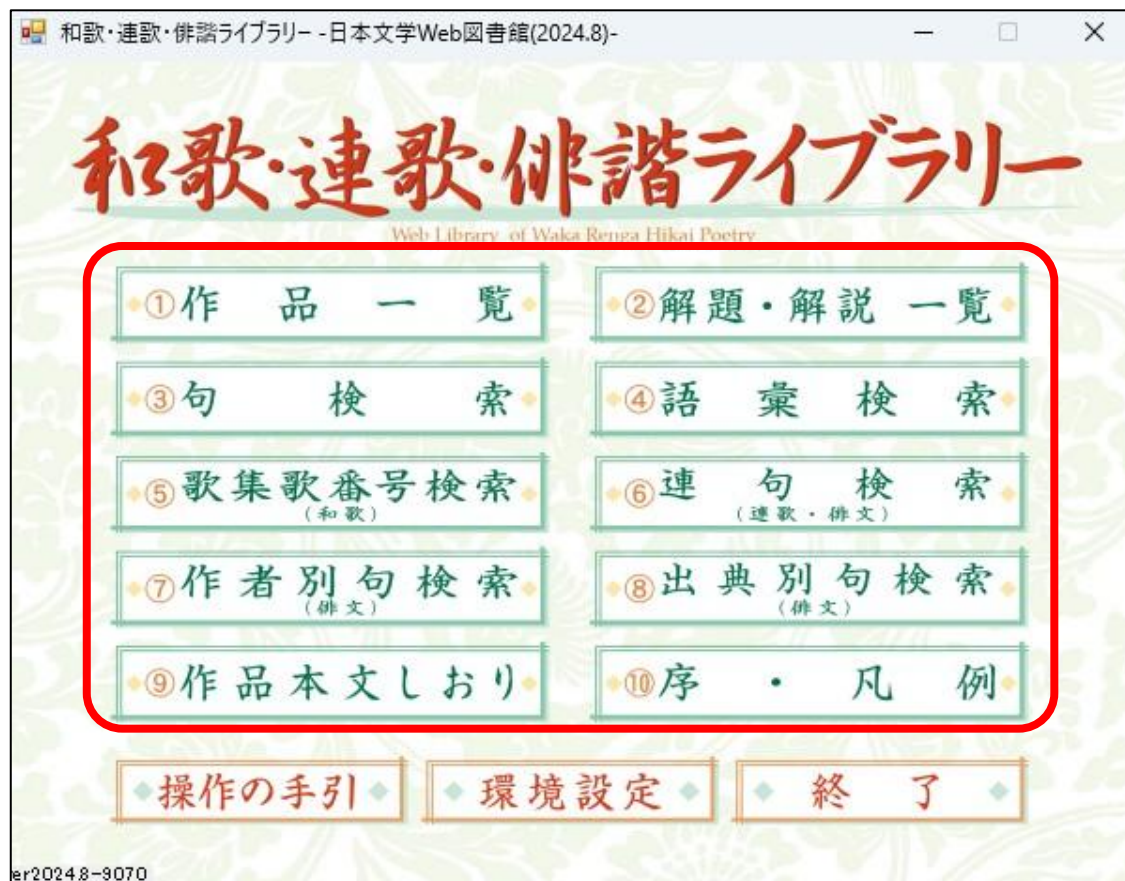 和歌・連歌・俳諧ライブラリー -日本文学Web図書館(2024.8)-
和歌・連歌・俳諧ライブラリー
Web Library of Waka Renga Hikai Poetry
①作品一覧
②解題・解説 一覧
③句検索
④語彙検索
⑤歌集歌番号検索
(和歌)
⑥連句検索
(連歌・俳文)
⑦作者別句検索
(俳文)
⑧出典別句検索
(俳文)
⑨作品本文しおり
⑩序・凡例
操作の手引
環境設定
終了
er2024.8-9070